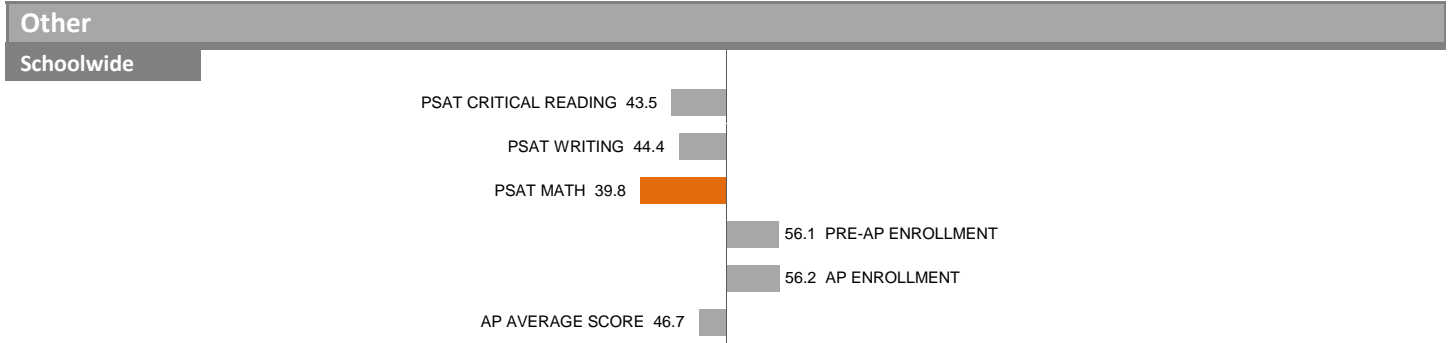 Other
Schoolwide
PSAT CRITICAL READING 43.5
PSAT WRITING 44.4
PSAT MATH 39.8
56.1 PRE-AP ENROLLMENT
56.2 AP ENROLLMENT
AP AVERAGE SCORE 46.7